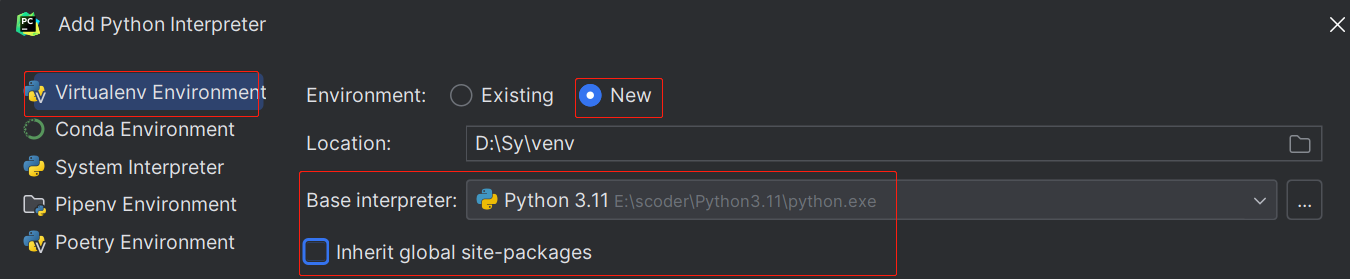 PC Add Python Interpreter
Virtualenv Environment
Conda Environment
System Interpreter
Pipenv Environment
Poetry Environment
Environment: Existing New
Location: D:\Sy\venv
Base interpreter: Python 3.11 E:\scoder\Python3.11\python.exe ...
Inherit global site-packages